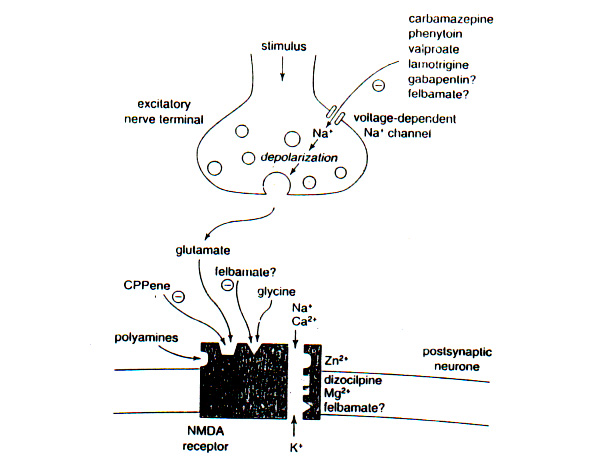 carbamazepine
phenytoin
valproate
lamotrigine
gabapentin?
felbamate?
stimulus
excilatory
nerve terminal
voltage-dependent
Na⁺ channel
Na⁺
depolarization
glutamate
felbamate?
CPPene
glycine
Na⁺
Ca²⁺
polyamines
Zn²⁺
postsynaptic
neurone
dizocilpine
Mg²⁺
felbamate?
NMDA
receptor
K⁺